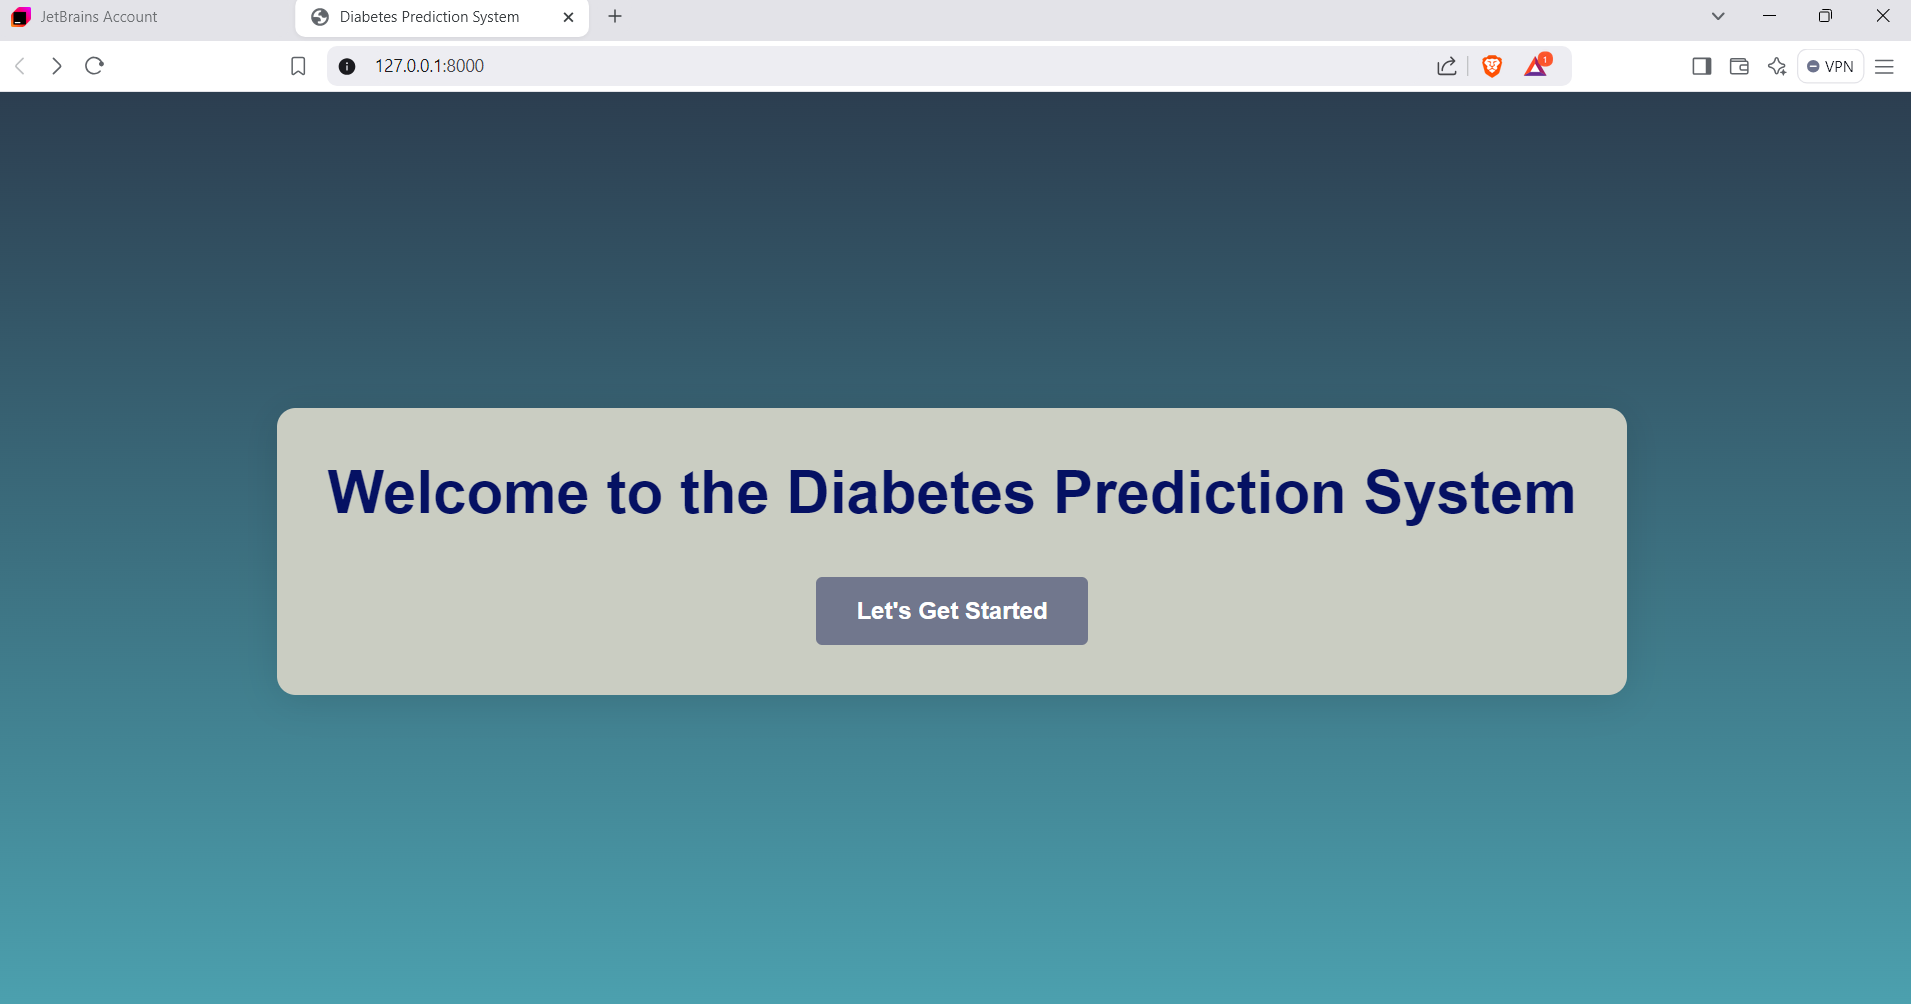 JetBrains Account
Diabetes Prediction System
127.0.0.1:8000
1
VPN
Welcome to the Diabetes Prediction System
Let's Get Started